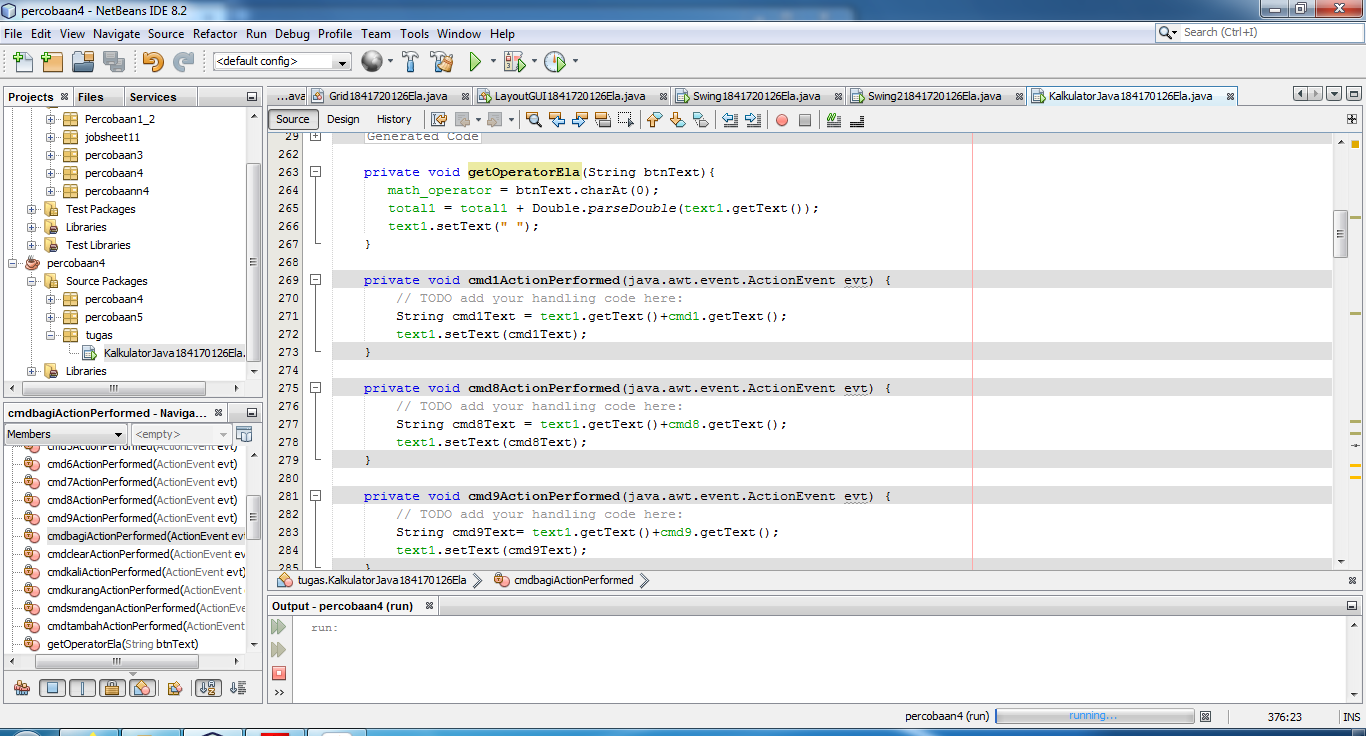 percobaan4 - NetBeans IDE 8.2
File Edit View Navigate Source Refactor Run Debug Profile Team Tools Window Help
Search (Ctrl+I)
<default config>
Projects Files Services
...ava Grid1841720126Ela.java LayoutGUI1841720126Ela.java Swing1841720126Ela.java Swing21841720126Ela.java KalkulatorJava184170126Ela.java
Source Design History
Percobaan1_2
jobsheet11
percobaan3
percobaan4
percobaann4
Test Packages
Libraries
Test Libraries
percobaan4
Source Packages
percobaan4
percobaan5
tugas
KalkulatorJava184170126Ela.
Libraries
cmdbagiActionPerformed - Naviga...
Members <empty>
cmd5ActionPerformed(ActionEvent evt)
cmd6ActionPerformed(ActionEvent evt)
cmd7ActionPerformed(ActionEvent evt)
cmd8ActionPerformed(ActionEvent evt)
cmd9ActionPerformed(ActionEvent evt)
cmdbagiActionPerformed(ActionEvent ev
cmdclearActionPerformed(ActionEvent ev
cmdkaliActionPerformed(ActionEvent evt)
cmdkurangActionPerformed(ActionEvent
cmdsmdenganActionPerformed(ActionEve
cmdtambahActionPerformed(ActionEvent
getOperatorEla(String btnText)
29 Generated Code
262
263 private void getOperatorEla(String btnText){
264 math_operator = btnText.charAt(0);
265 total1 = total1 + Double.parseDouble(text1.getText());
266 text1.setText(" ");
267 }
268
269 private void cmd1ActionPerformed(java.awt.event.ActionEvent evt) {
270 // TODO add your handling code here:
271 String cmd1Text = text1.getText()+cmd1.getText();
272 text1.setText(cmd1Text);
273 }
274
275 private void cmd8ActionPerformed(java.awt.event.ActionEvent evt) {
276 // TODO add your handling code here:
277 String cmd8Text = text1.getText()+cmd8.getText();
278 text1.setText(cmd8Text);
279 }
280
281 private void cmd9ActionPerformed(java.awt.event.ActionEvent evt) {
282 // TODO add your handling code here:
283 String cmd9Text= text1.getText()+cmd9.getText();
284 text1.setText(cmd9Text);
285 }
tugas.KalkulatorJava184170126Ela cmdbagiActionPerformed
Output - percobaan4 (run)
run:
percobaan4 (run) running... 376:23 INS